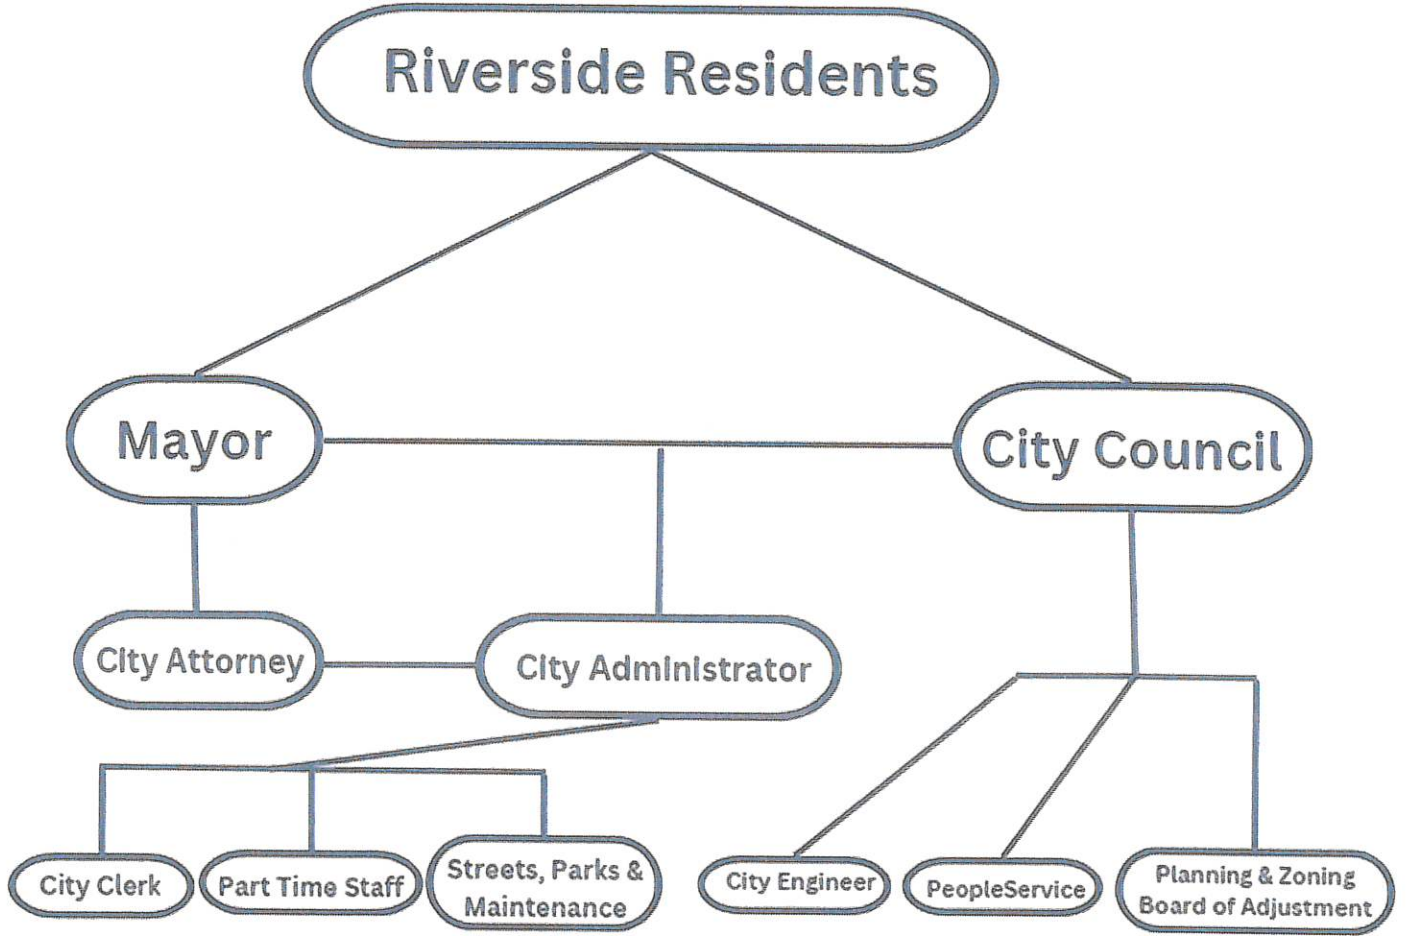 Riverside Residents
Mayor
City Council
City Attorney
City Administrator
City Clerk
Part Time Staff
Streets, Parks &
Maintenance
City Engineer
PeopleService
Planning & Zoning
Board of Adjustment